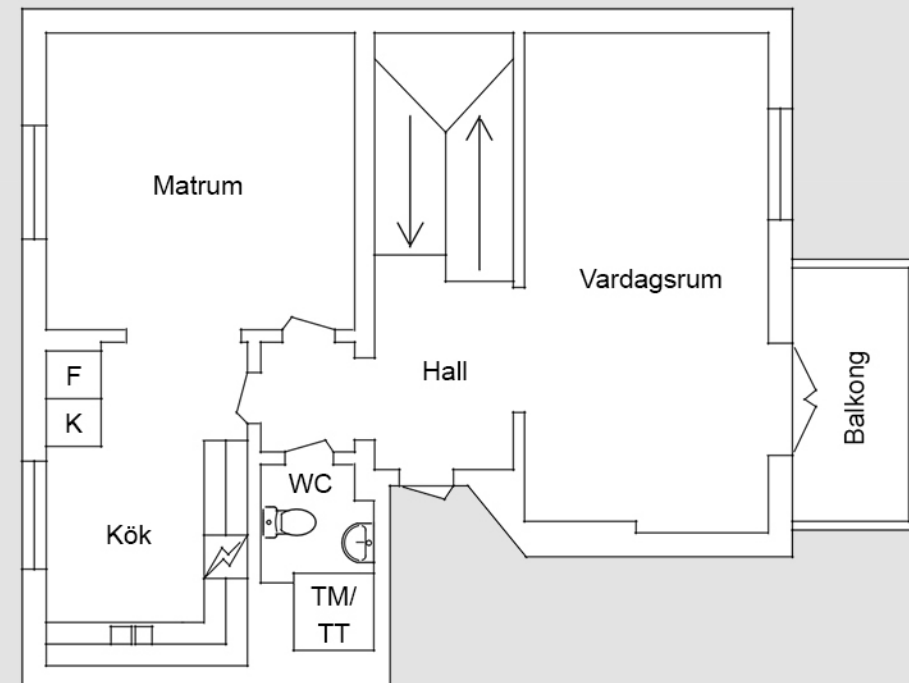 Matrum
Vardagsrum
Hall
Balkong
F
K
WC
Kök
TM/
TT